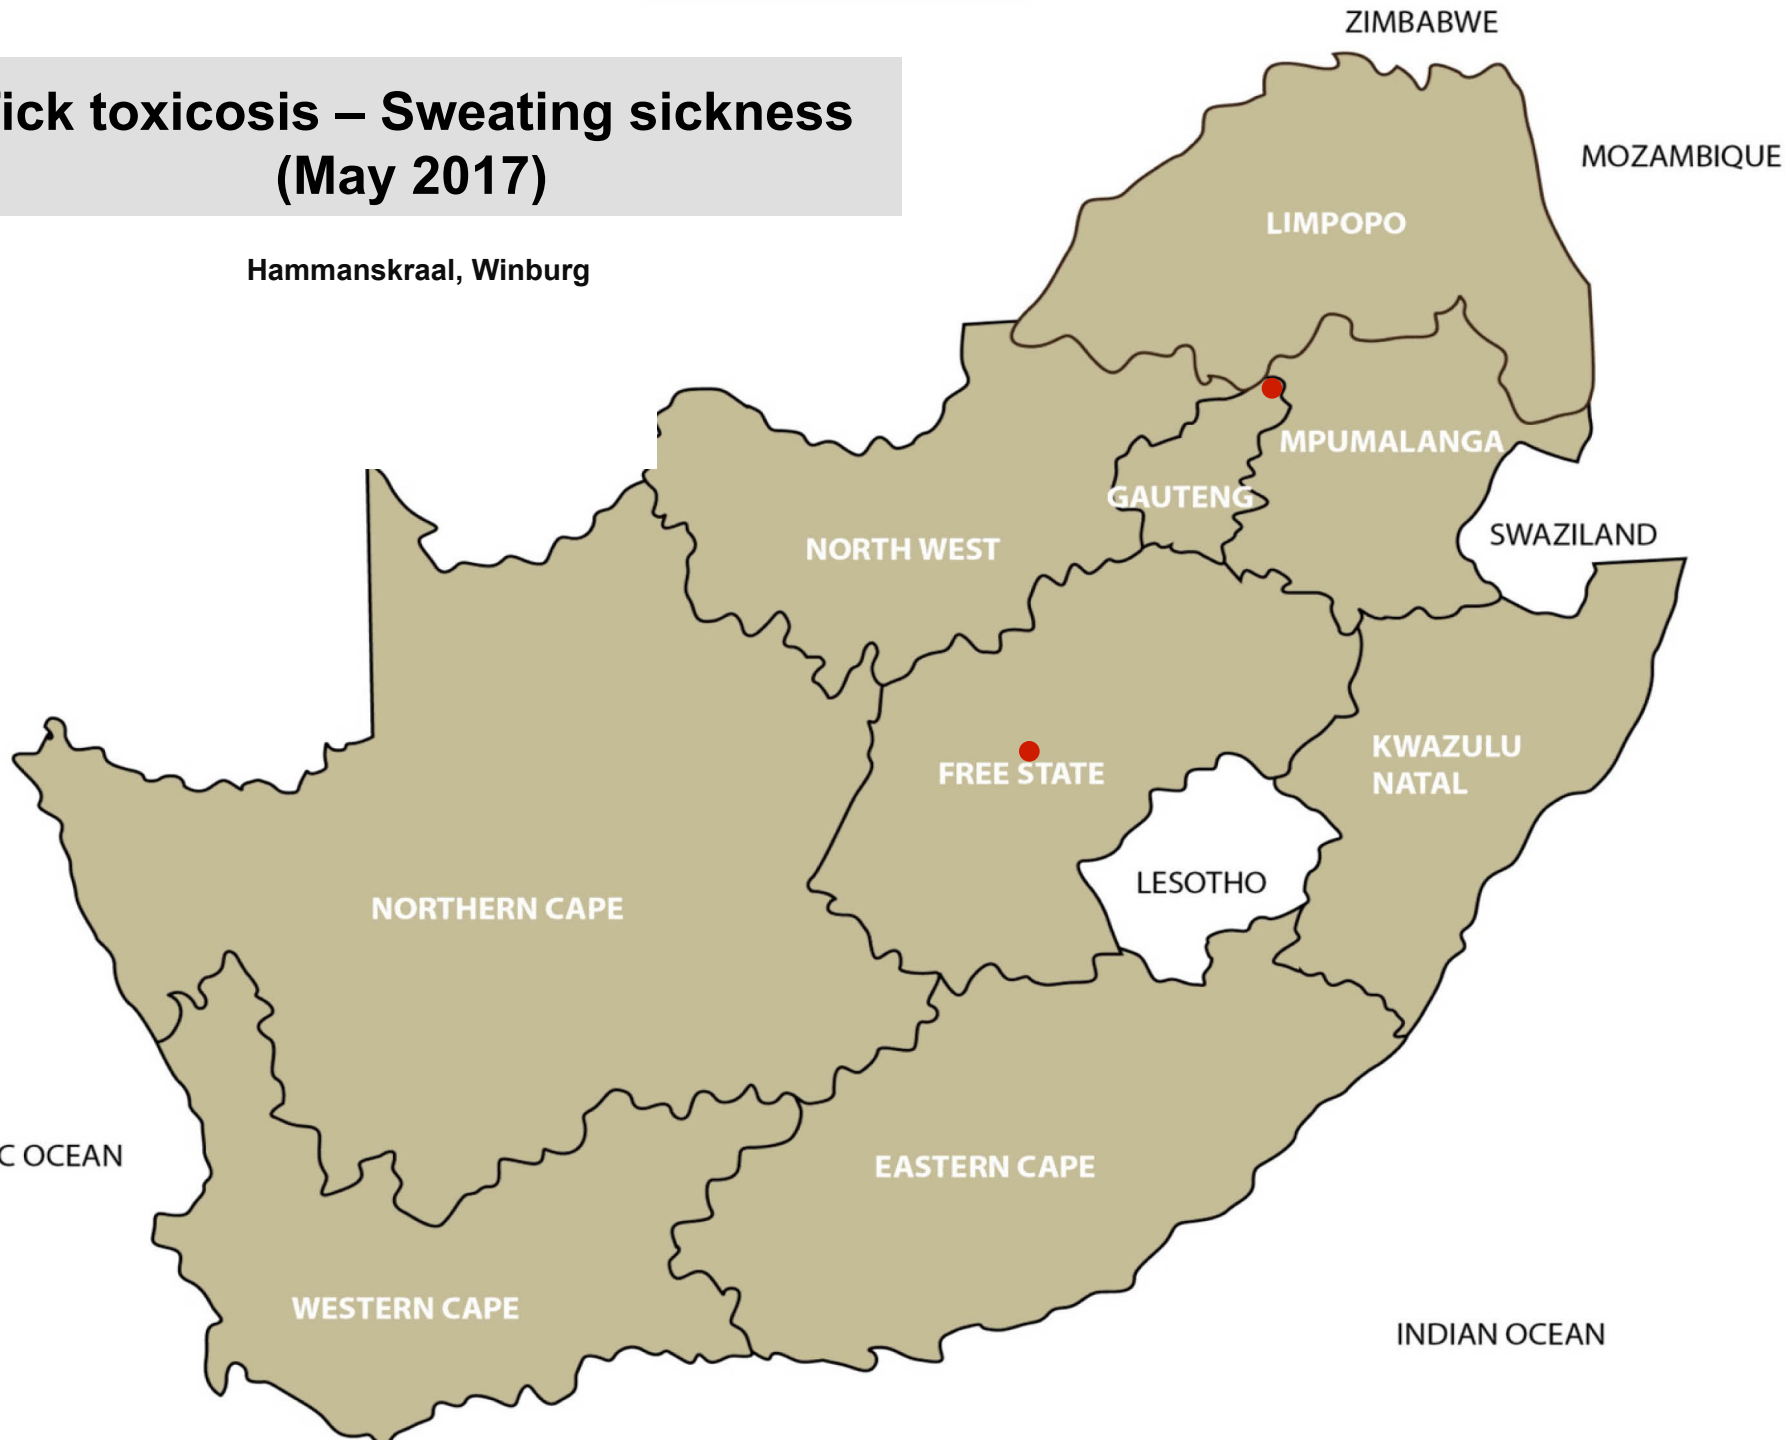 ick toxicosis – Sweating sickness
(May 2017)
Hammanskraal, Winburg
ZIMBABWE
MOZAMBIQUE
LIMPOPO
MPUMALANGA
GAUTENG
SWAZILAND
NORTH WEST
KWAZULU
NATAL
FREE STATE
LESOTHO
NORTHERN CAPE
C OCEAN
EASTERN CAPE
WESTERN CAPE
INDIAN OCEAN